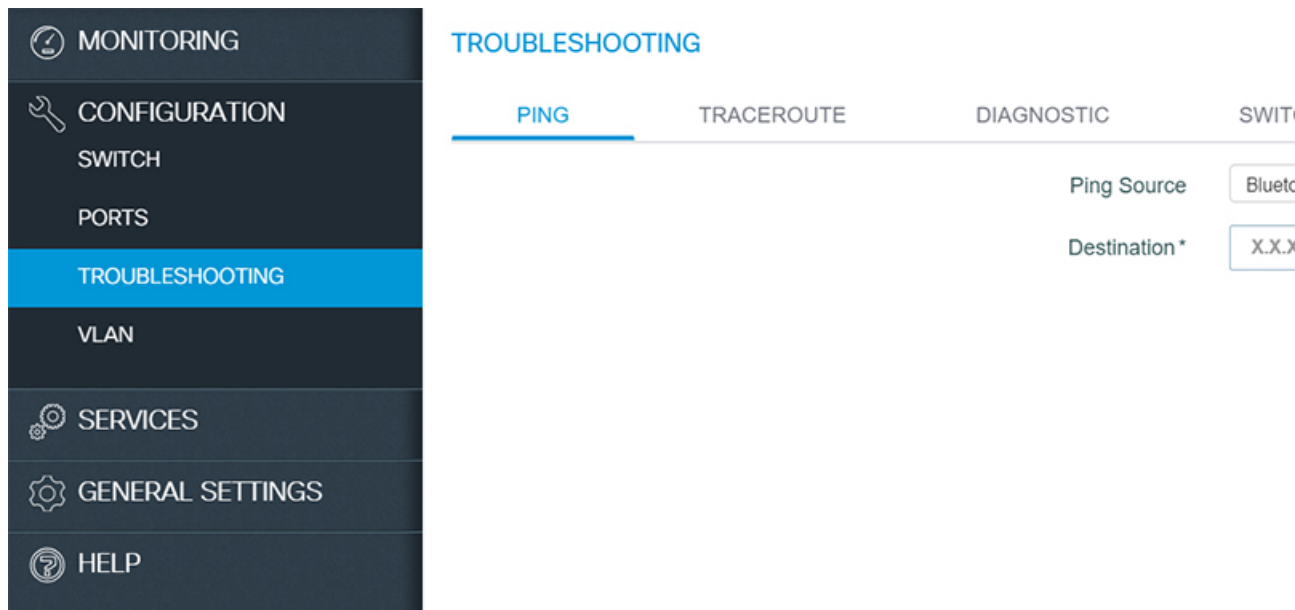 MONITORING
CONFIGURATION
SWITCH
PORTS
TROUBLESHOOTING
VLAN
SERVICES
GENERAL SETTINGS
HELP
TROUBLESHOOTING
PING TRACEROUTE DIAGNOSTIC
Ping Source
Destination*